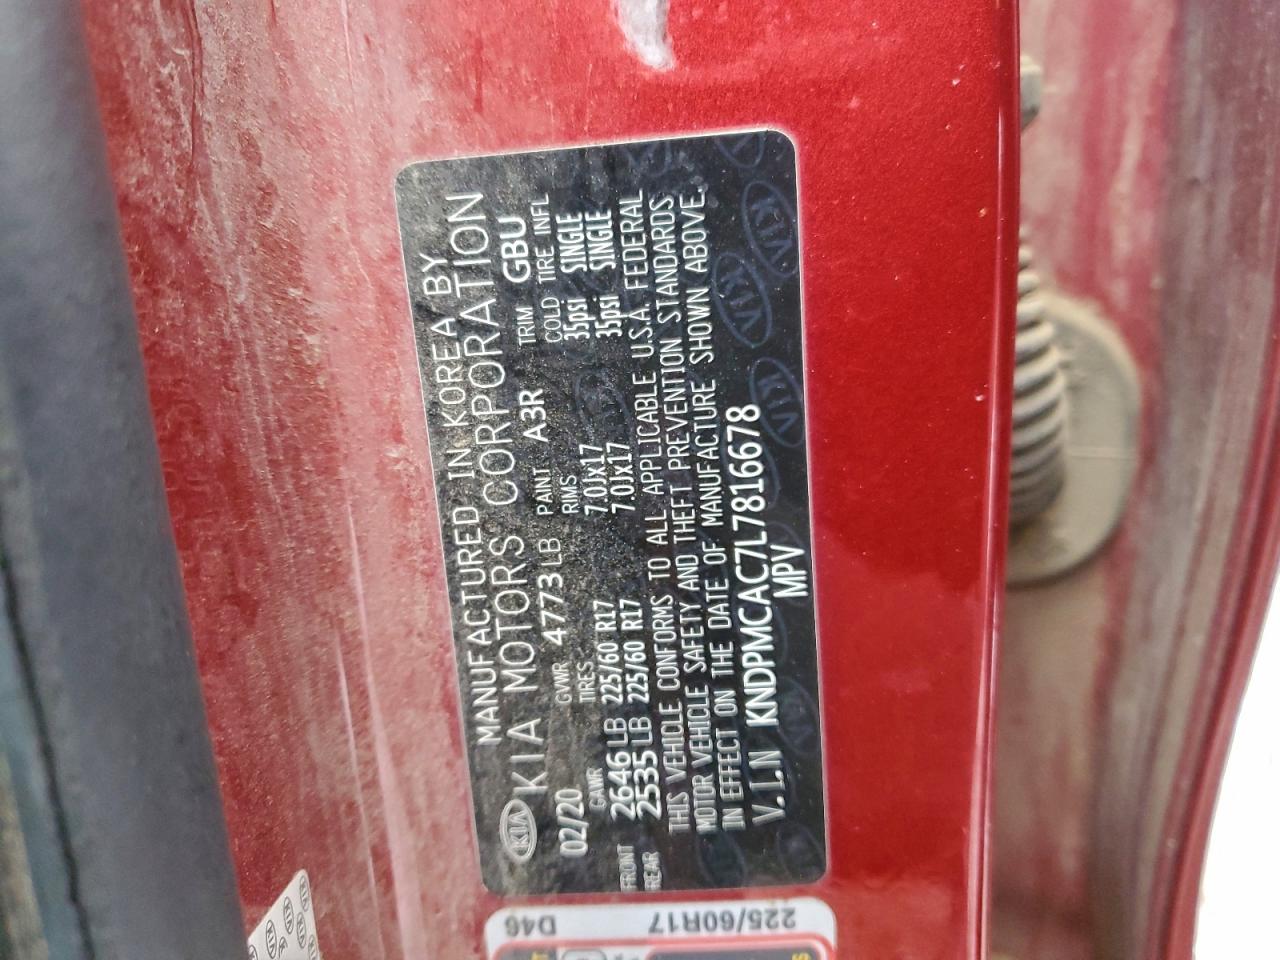 MANUFACTURED IN KOREA BY
KIA KIA MOTORS CORPORATION
02/20 GVWR 4773 LB PAINT A3R TRIM GBU
GAWR TIRES RIMS COLD TIRE INFL
FRONT 2646 LB 225/60 R17 7.0Jx17 35psi SINGLE
REAR 2535 LB 225/60 R17 7.0Jx17 35psi SINGLE
THIS VEHICLE CONFORMS TO ALL APPLICABLE U.S.A. FEDERAL
MOTOR VEHICLE SAFETY AND THEFT PREVENTION STANDARDS
IN EFFECT ON THE DATE OF MANUFACTURE SHOWN ABOVE.
V.I.N KNDPMCAC7L7816678
MPV
D46
225/60R17